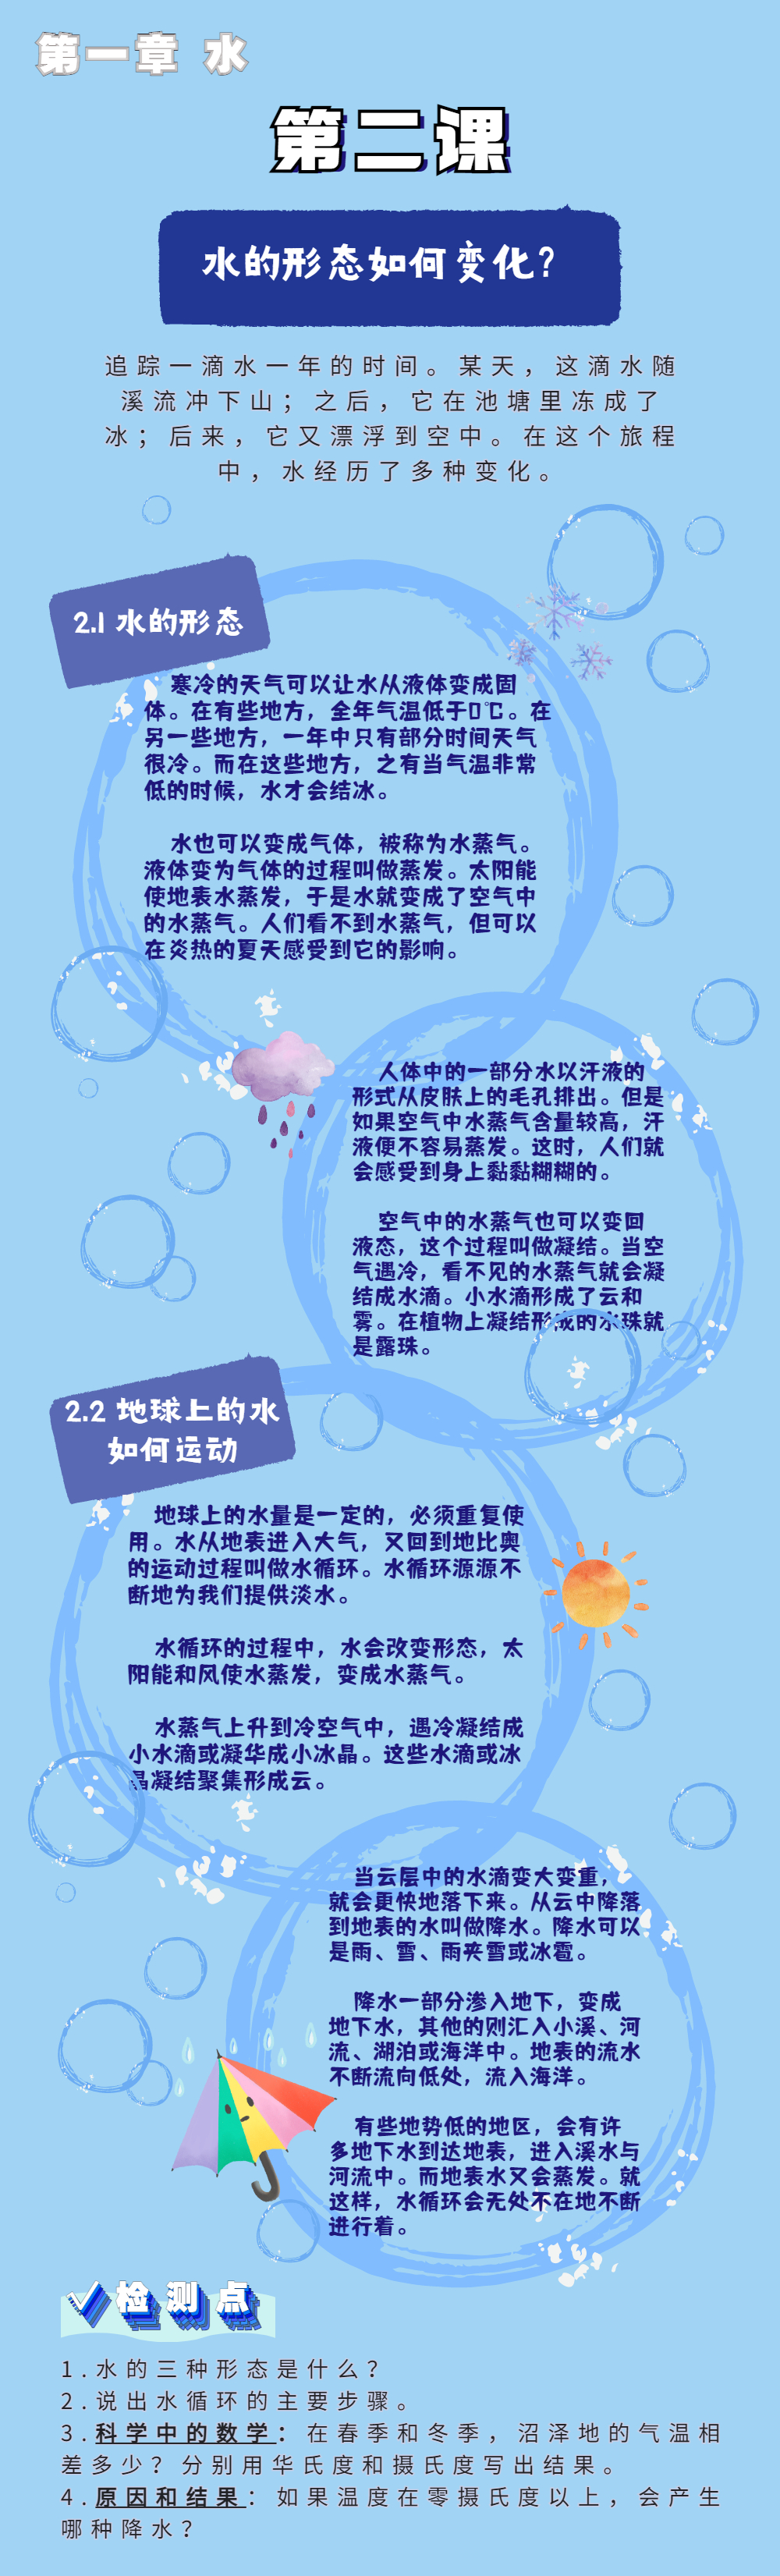 第一章 水
第二课
水的形态如何变化？
追踪一滴水一年的时间。某天，这滴水随
溪流冲下山；之后，它在池塘里冻成了
冰；后来，它又漂浮到空中。在这个旅程
中，水经历了多种变化。
2.1 水的形态
寒冷的天气可以让水从液体变成固
体。在有些地方，全年气温低于0℃。在
另一些地方，一年中只有部分时间天气
很冷。而在这些地方，之有当气温非常
低的时候，水才会结冰。
水也可以变成气体，被称为水蒸气。
液体变为气体的过程叫做蒸发。太阳能
使地表水蒸发，于是水就变成了空气中
的水蒸气。人们看不到水蒸气，但可以
在炎热的夏天感受到它的影响。
人体中的一部分水以汗液的
形式从皮肤上的毛孔排出。但是
如果空气中水蒸气含量较高，汗
液便不容易蒸发。这时，人们就
会感受到身上黏黏糊糊的。
空气中的水蒸气也可以变回
液态，这个过程叫做凝结。当空
气遇冷，看不见的水蒸气就会凝
结成水滴。小水滴形成了云和
雾。在植物上凝结形成的水珠就
是露珠。
2.2 地球上的水
如何运动
地球上的水量是一定的，必须重复使
用。水从地表进入大气，又回到地比奥
的运动过程叫做水循环。水循环源源不
断地为我们提供淡水。
水循环的过程中，水会改变形态，太
阳能和风使水蒸发，变成水蒸气。
水蒸气上升到冷空气中，遇冷凝结成
小水滴或凝华成小冰晶。这些水滴或冰
晶凝结聚集形成云。
当云层中的水滴变大变重，
就会更快地落下来。从云中降落
到地表的水叫做降水。降水可以
是雨、雪、雨夹雪或冰雹。
降水一部分渗入地下，变成
地下水，其他的则汇入小溪、河
流、湖泊或海洋中。地表的流水
不断流向低处，流入海洋。
有些地势低的地区，会有许
多地下水到达地表，进入溪水与
河流中。而地表水又会蒸发。就
这样，水循环会无处不在地不断
进行着。
检测点
1.水的三种形态是什么？
2.说出水循环的主要步骤。
3.科学中的数学：在春季和冬季，沼泽地的气温相
差多少？分别用华氏度和摄氏度写出结果。
4.原因和结果：如果温度在零摄氏度以上，会产生
哪种降水？